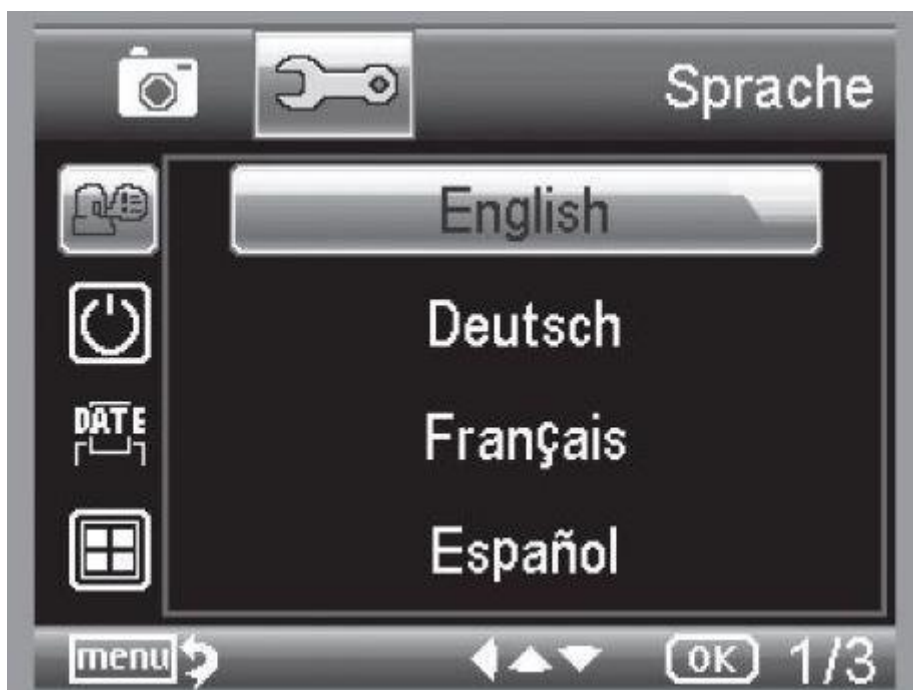 Sprache
English
Deutsch
Français
DATE
Español
menu OK 1/3